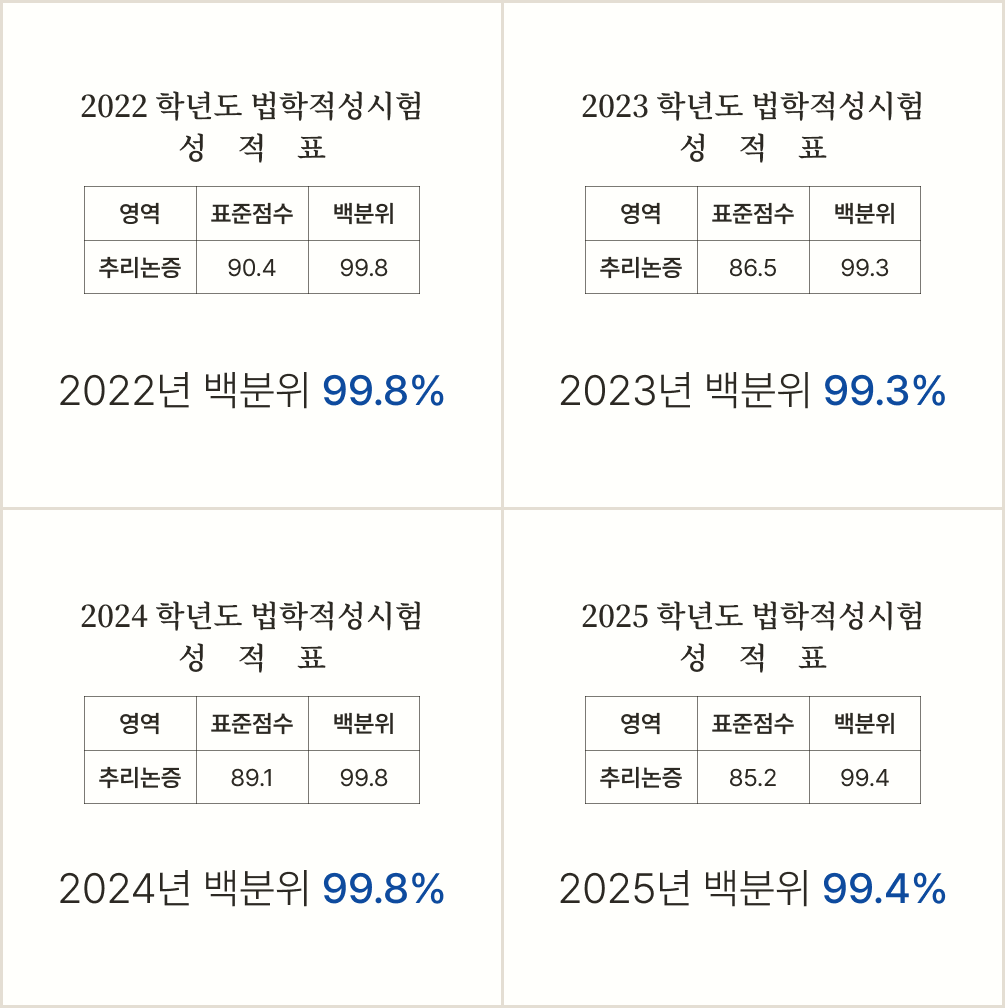 2022 학년도 법학적성시험
성 적 표
영역 표준점수 백분위
추리논증 90.4 99.8
2022년 백분위 99.8%
2023 학년도 법학적성시험
성 적 표
영역 표준점수 백분위
추리논증 86.5 99.3
2023년 백분위 99.3%
2024 학년도 법학적성시험
성 적 표
영역 표준점수 백분위
추리논증 89.1 99.8
2024년 백분위 99.8%
2025 학년도 법학적성시험
성 적 표
영역 표준점수 백분위
추리논증 85.2 99.4
2025년 백분위 99.4%